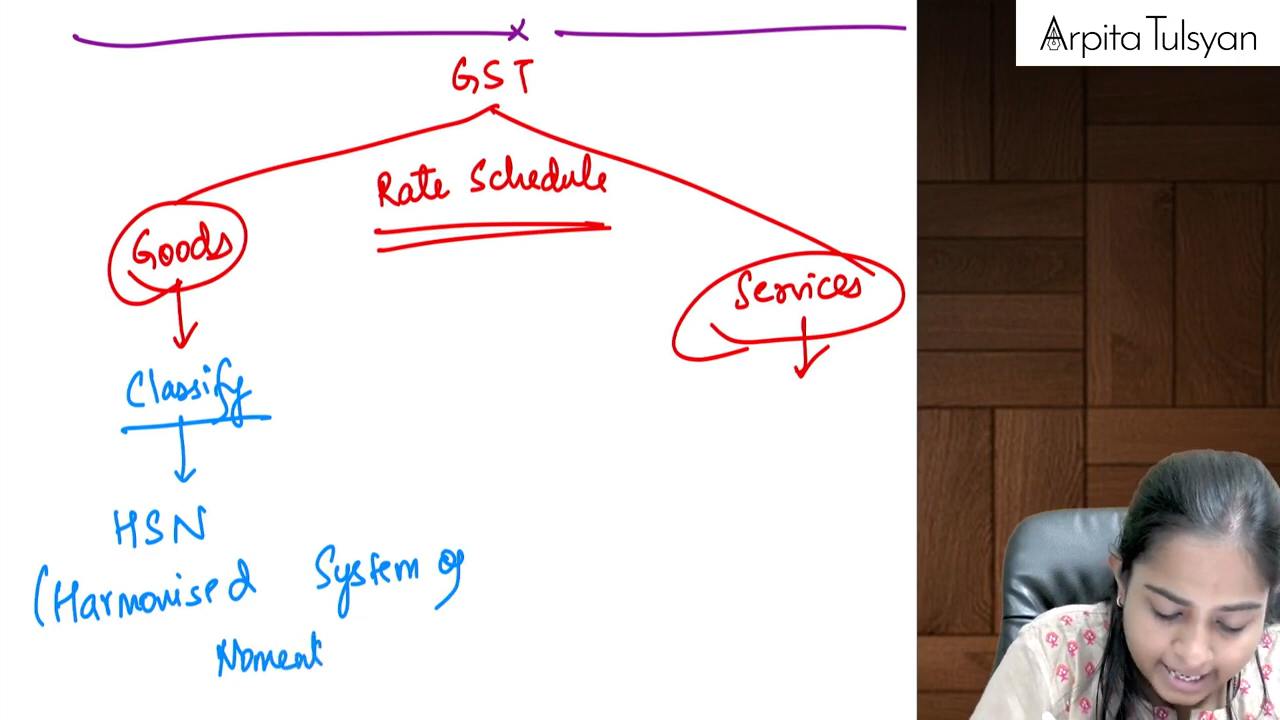 Arpita Tulsyan
GST
Rate Schedule
Goods
Services
Classify
HSN
(Harmonised System of
Noment